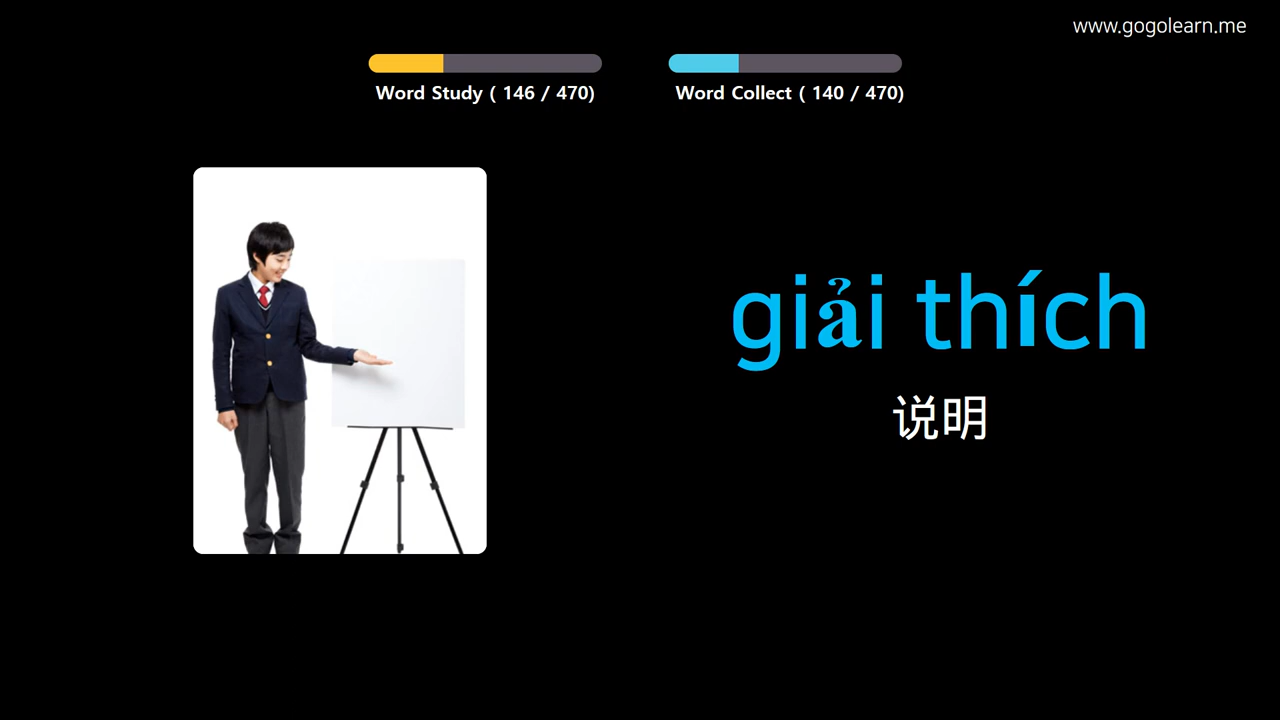 www.gogolearn.me
Word Study ( 146 / 470)
Word Collect ( 140 / 470)
giải thích
说明